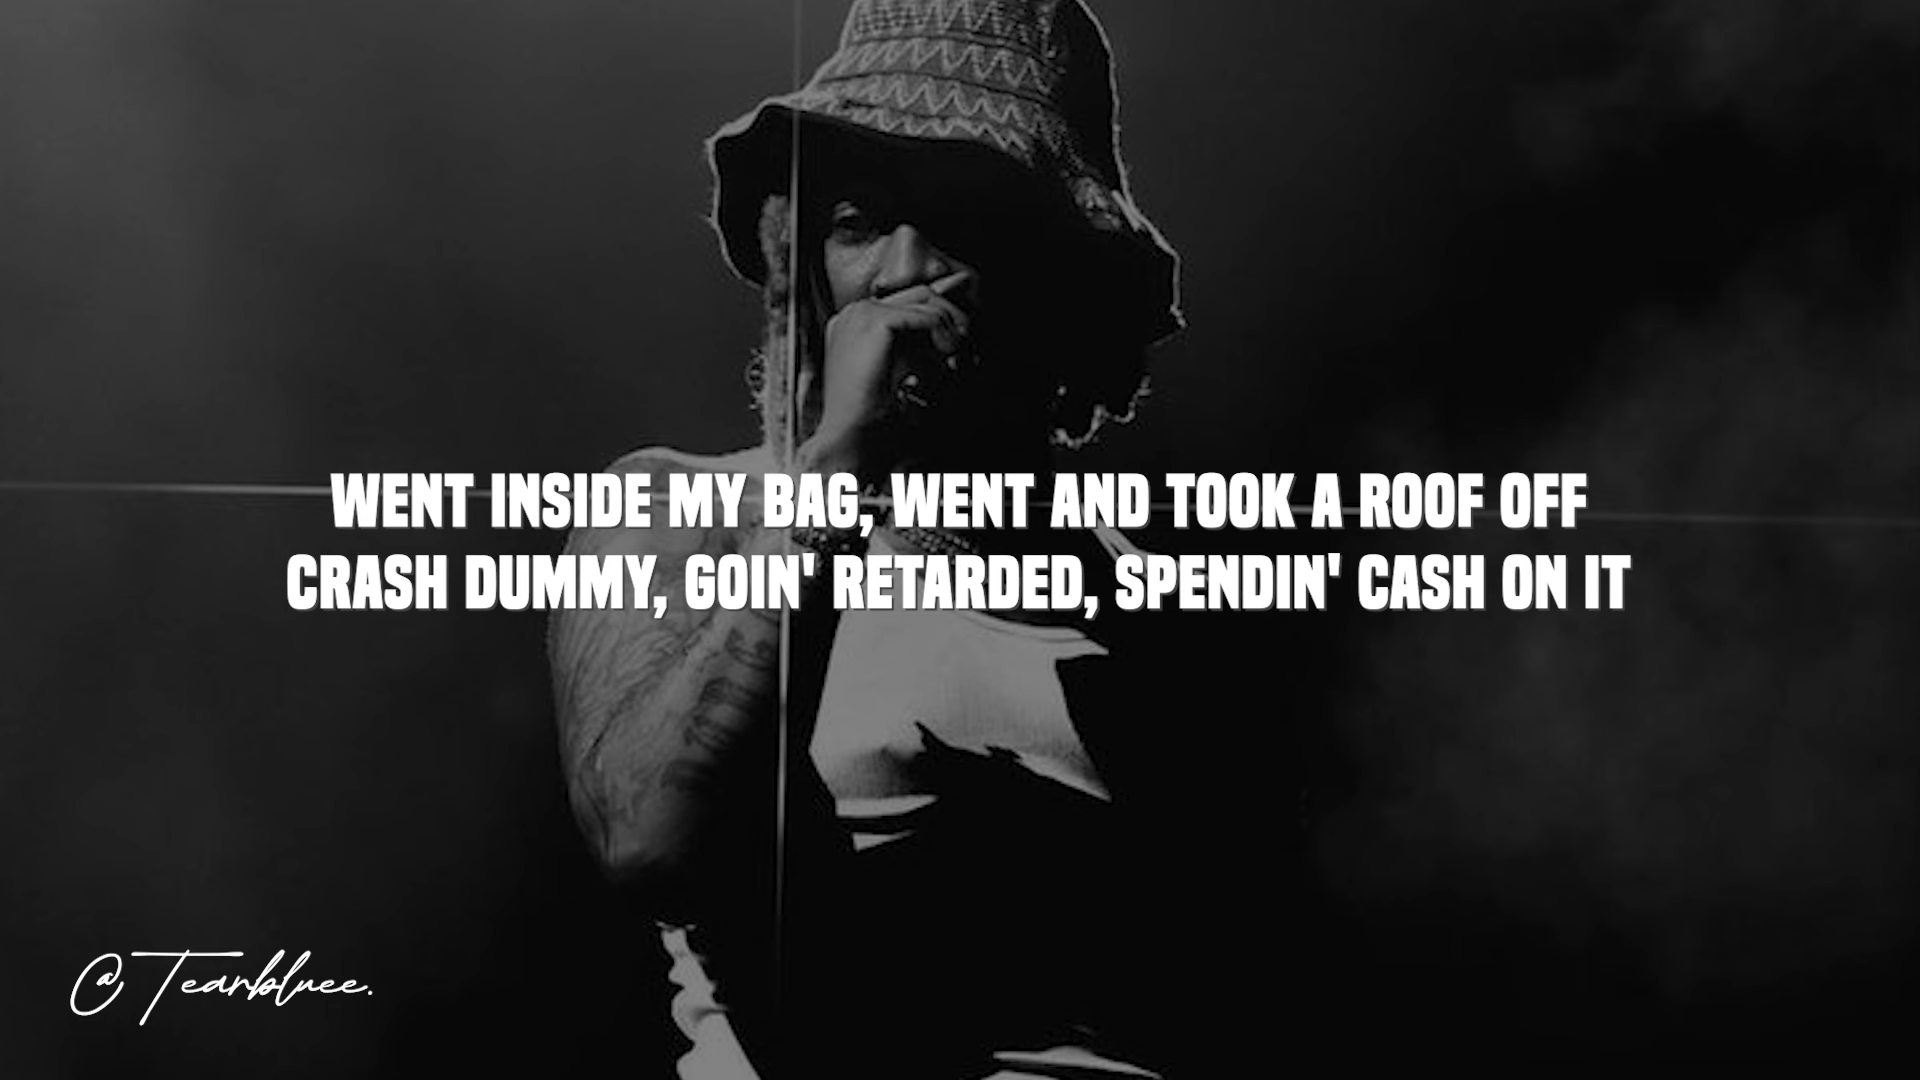 WENT INSIDE MY BAG, WENT AND TOOK A ROOF OFF
CRASH DUMMY, GOIN' RETARDED, SPENDIN' CASH ON IT
@Tearbluee.